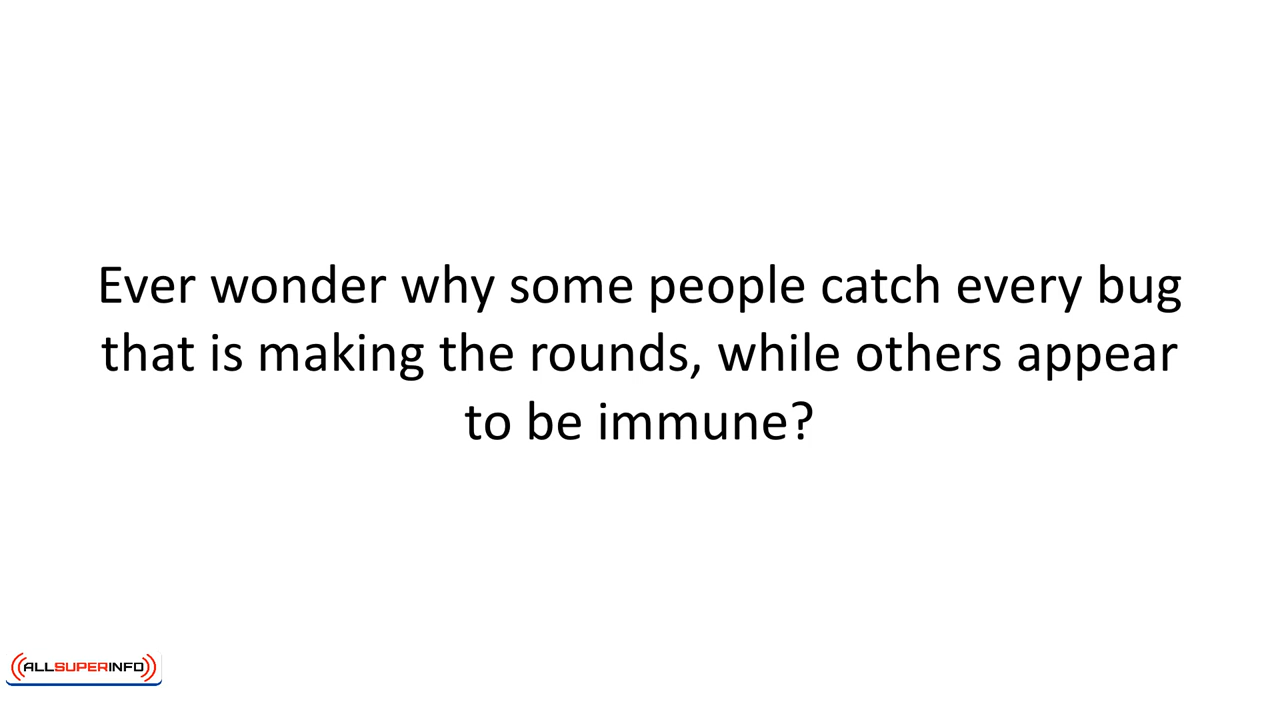 Ever wonder why some people catch every bug
that is making the rounds, while others appear
to be immune?
ALLSUPERINFO